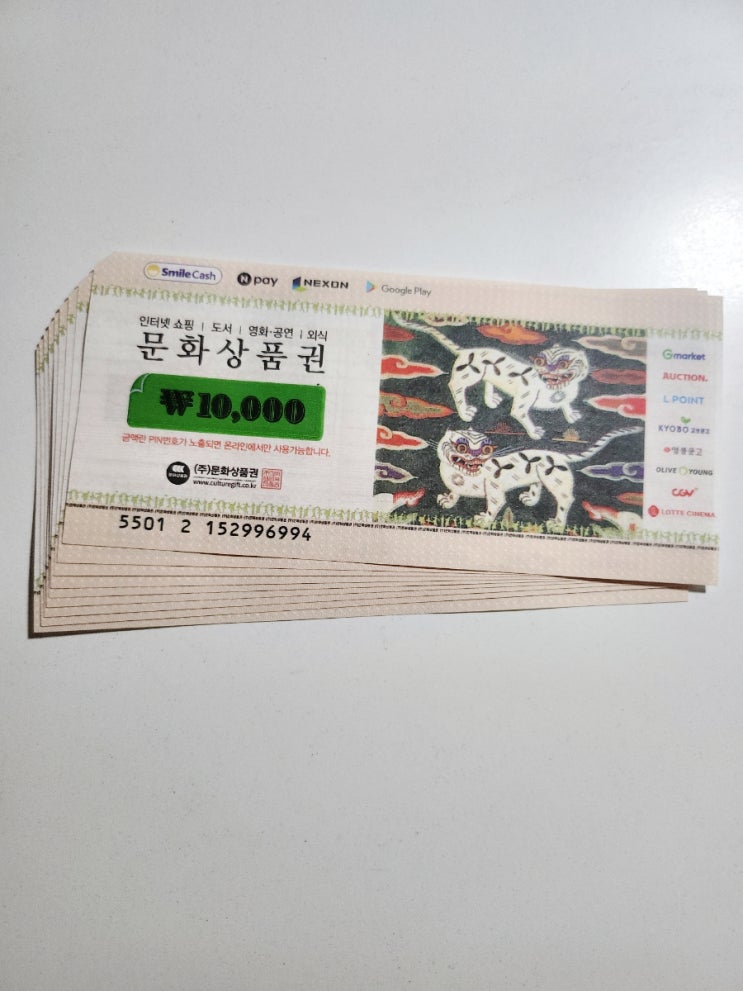 SmileCash N pay NEXON Google Play
인터넷 쇼핑 | 도서 | 영화·공연 | 외식
문화상품권
₩10,000
금액란 PIN번호가 노출되면 온라인에서만 사용가능합니다.
(주)문화상품권
www.culturegift.co.kr
5501 2 152996994
Gmarket
AUCTION.
L.POINT
KYOBO 교보문고
영풍문고
OLIVE YOUNG
CGV
LOTTE CINEMA